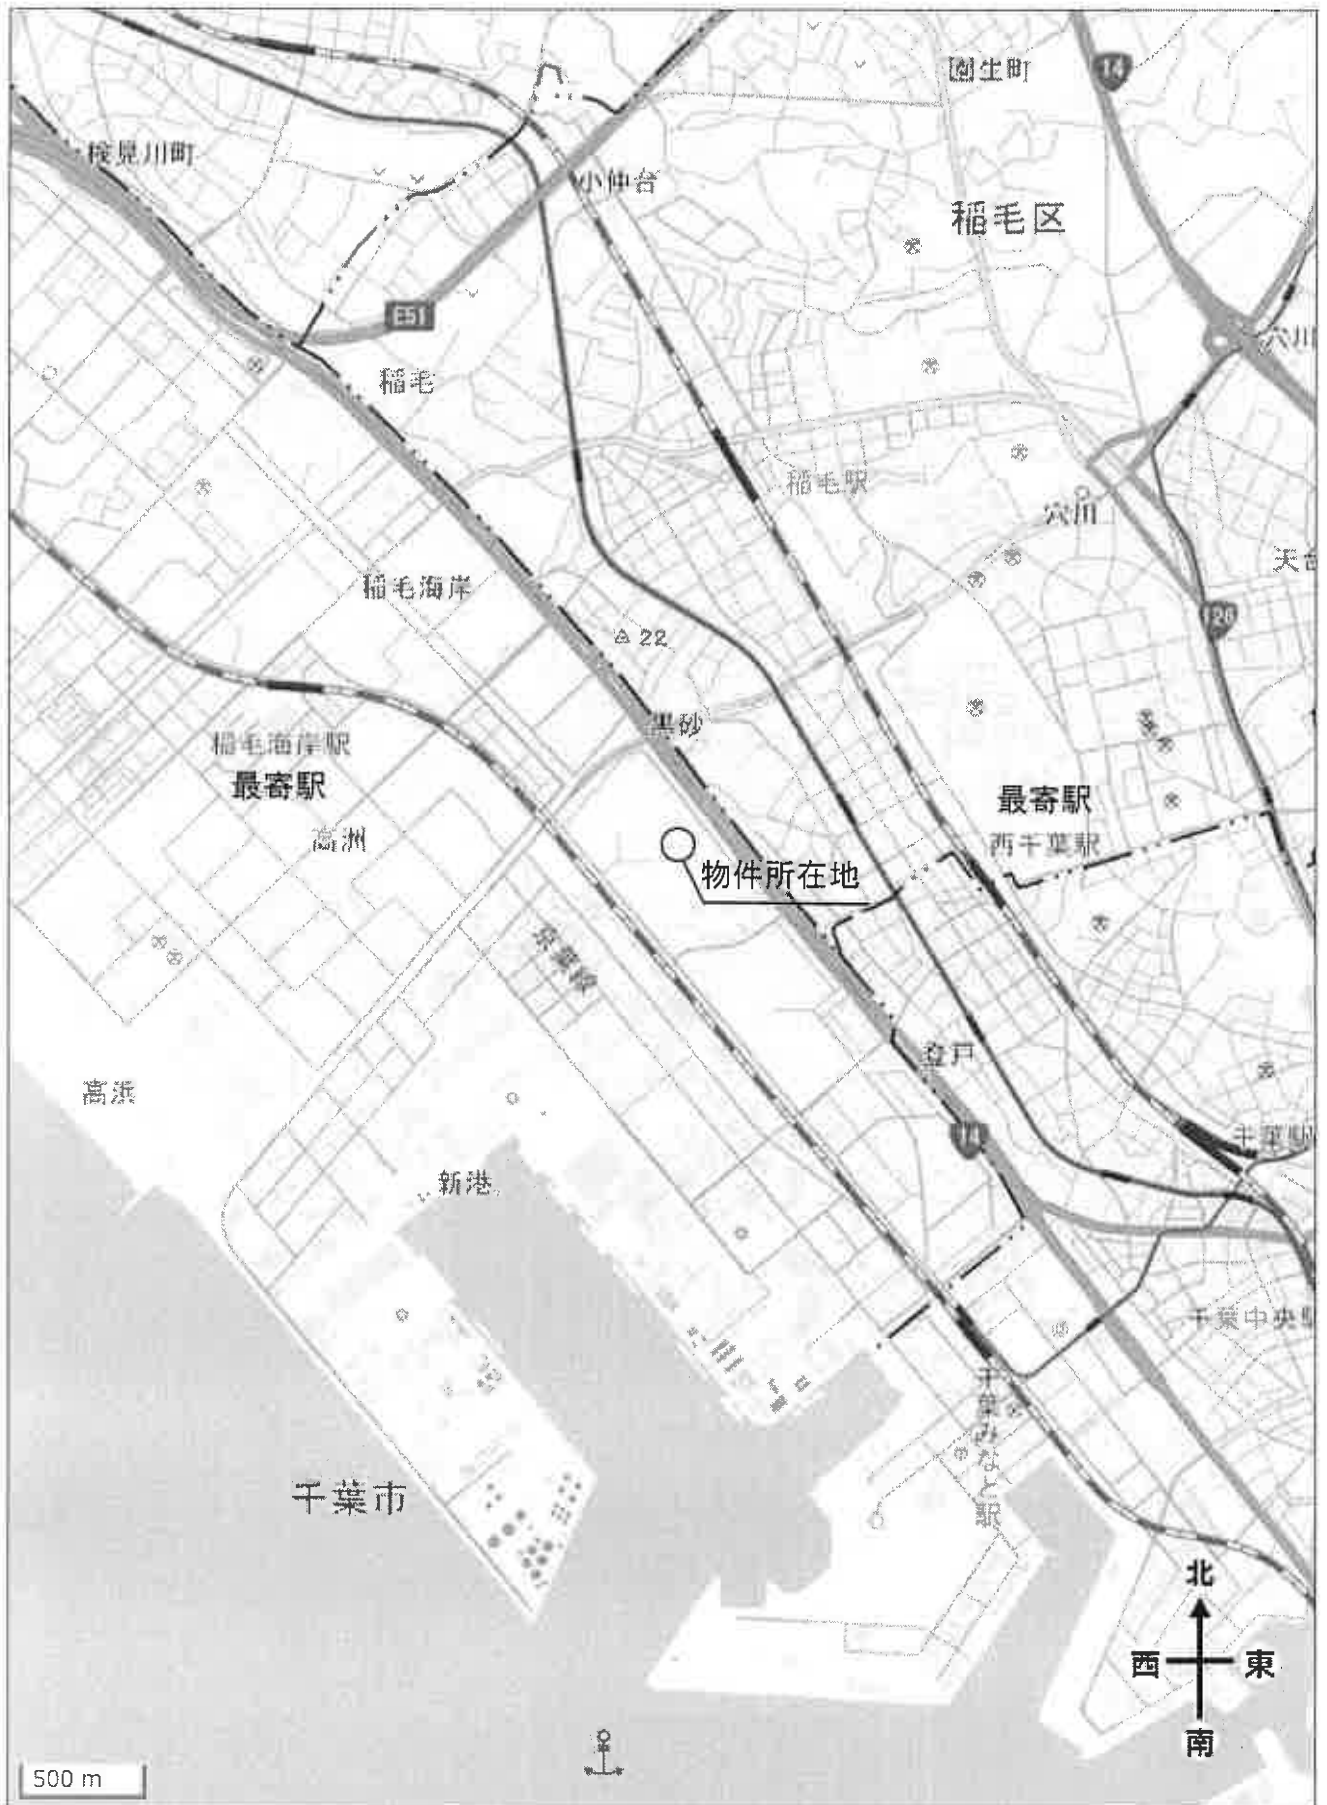 園生町
14
検見川町
小仲台
稲毛区
E51
穴川
稲毛
稲毛駅
穴川
天台
稲毛海岸
126
22
黒砂
稲毛海岸駅
最寄駅
最寄駅
高洲
西千葉駅
物件所在地
京葉線
登戸
高浜
14
千葉駅
新港
千葉中央駅
千葉みなと駅
千葉市
北
西
東
南
500 m